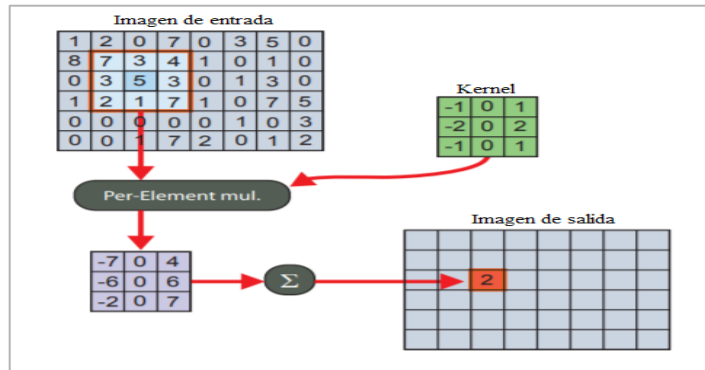 Imagen de entrada
1 2 0 7 0 3 5 0
8 7 3 4 1 0 1 0
0 3 5 3 0 1 3 0
1 2 1 7 1 0 7 5
0 0 0 0 0 1 0 3
0 0 1 7 2 0 1 2
Kernel
-1 0 1
-2 0 2
-1 0 1
Per-Element mul.
-7 0 4
-6 0 6
-2 0 7
Σ
Imagen de salida
2